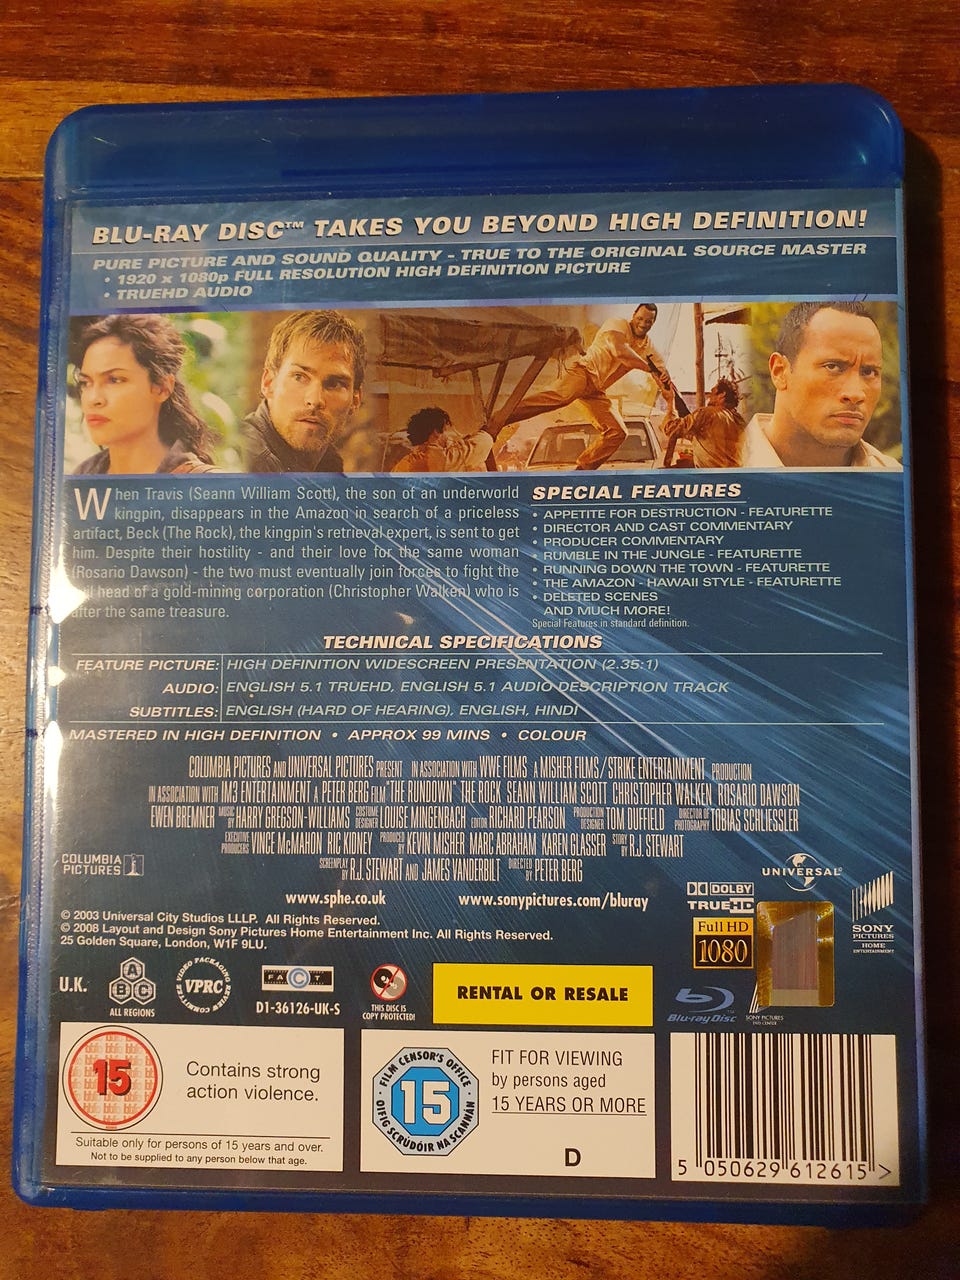 BLU-RAY DISC™ TAKES YOU BEYOND HIGH DEFINITION!
PURE PICTURE AND SOUND QUALITY - TRUE TO THE ORIGINAL SOURCE MASTER
• 1920 x 1080p FULL RESOLUTION HIGH DEFINITION PICTURE
• TRUEHD AUDIO
When Travis (Seann William Scott), the son of an underworld
kingpin, disappears in the Amazon in search of a priceless
artifact, Beck (The Rock), the kingpin's retrieval expert, is sent to get
him. Despite their hostility - and their love for the same woman
(Rosario Dawson) - the two must eventually join forces to fight the
head of a gold-mining corporation (Christopher Walken) who is
after the same treasure.
SPECIAL FEATURES
• APPETITE FOR DESTRUCTION - FEATURETTE
• DIRECTOR AND CAST COMMENTARY
• PRODUCER COMMENTARY
• RUMBLE IN THE JUNGLE - FEATURETTE
• RUNNING DOWN THE TOWN - FEATURETTE
• THE AMAZON - HAWAII STYLE - FEATURETTE
• DELETED SCENES
AND MUCH MORE!
Special Features in standard definition.
TECHNICAL SPECIFICATIONS
FEATURE PICTURE: HIGH DEFINITION WIDESCREEN PRESENTATION (2.35:1)
AUDIO: ENGLISH 5.1 TRUEHD, ENGLISH 5.1 AUDIO DESCRIPTION TRACK
SUBTITLES: ENGLISH (HARD OF HEARING), ENGLISH, HINDI
MASTERED IN HIGH DEFINITION • APPROX 99 MINS • COLOUR
COLUMBIA PICTURES AND UNIVERSAL PICTURES PRESENT IN ASSOCIATION WITH WWE FILMS A MISHER FILMS/STRIKE ENTERTAINMENT PRODUCTION
IN ASSOCIATION WITH IM3 ENTERTAINMENT A PETER BERG FILM "THE RUNDOWN" THE ROCK SEANN WILLIAM SCOTT CHRISTOPHER WALKEN ROSARIO DAWSON
EWEN BREMNER MUSIC BY HARRY GREGSON-WILLIAMS COSTUME DESIGNER LOUISE MINGENBACH EDITOR RICHARD PEARSON PRODUCTION DESIGNER TOM DUFFIELD DIRECTOR OF PHOTOGRAPHY TOBIAS SCHLIESSLER
EXECUTIVE PRODUCERS VINCE McMAHON RIC KIDNEY PRODUCED BY KEVIN MISHER MARC ABRAHAM KAREN GLASSER STORY BY R.J. STEWART
SCREENPLAY BY R.J. STEWART AND JAMES VANDERBILT DIRECTED BY PETER BERG
COLUMBIA
PICTURES
UNIVERSAL
www.sphe.co.uk www.sonypictures.com/bluray
DOLBY
TRUEHD
© 2003 Universal City Studios LLLP. All Rights Reserved.
© 2008 Layout and Design Sony Pictures Home Entertainment Inc. All Rights Reserved.
25 Golden Square, London, W1F 9LU.
Full HD
1080
SONY
PICTURES
HOME
ENTERTAINMENT
U.K.
A
B C
ALL REGIONS
VIDEO PACKAGING REVIEW COMMITTEE
VPRC
FACT
D1-36126-UK-S
THIS DISC IS
COPY PROTECTED!
RENTAL OR RESALE
Blu-ray Disc
SONY PICTURES
DVD CENTER
15
Contains strong
action violence.
Suitable only for persons of 15 years and over.
Not to be supplied to any person below that age.
FILM CENSOR'S OFFICE
15
OIFIG SCRÚDÓIR NA SCANNÁN
FIT FOR VIEWING
by persons aged
15 YEARS OR MORE
D
5 050629 612615 >